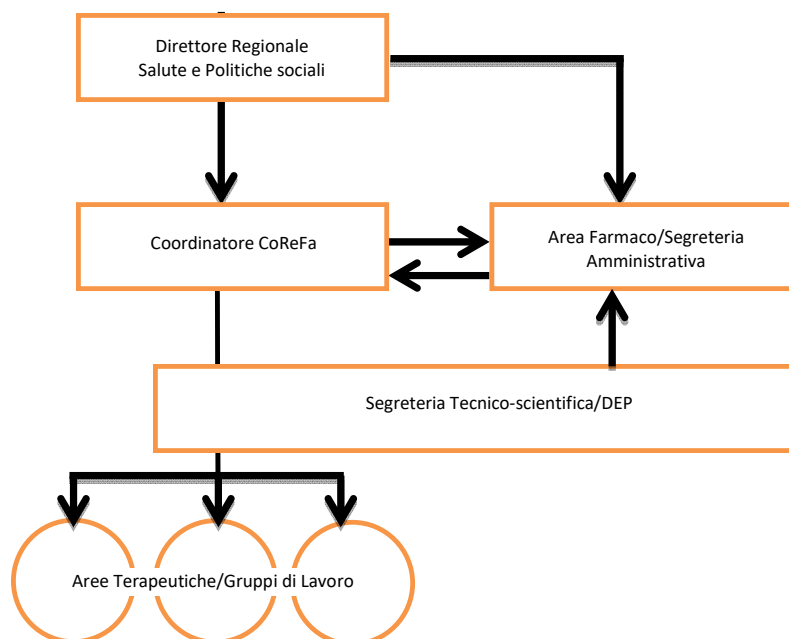 Direttore Regionale
Salute e Politiche sociali
Coordinatore CoReFa
Area Farmaco/Segreteria
Amministrativa
Segreteria Tecnico-scientifica/DEP
Aree Terapeutiche/Gruppi di Lavoro